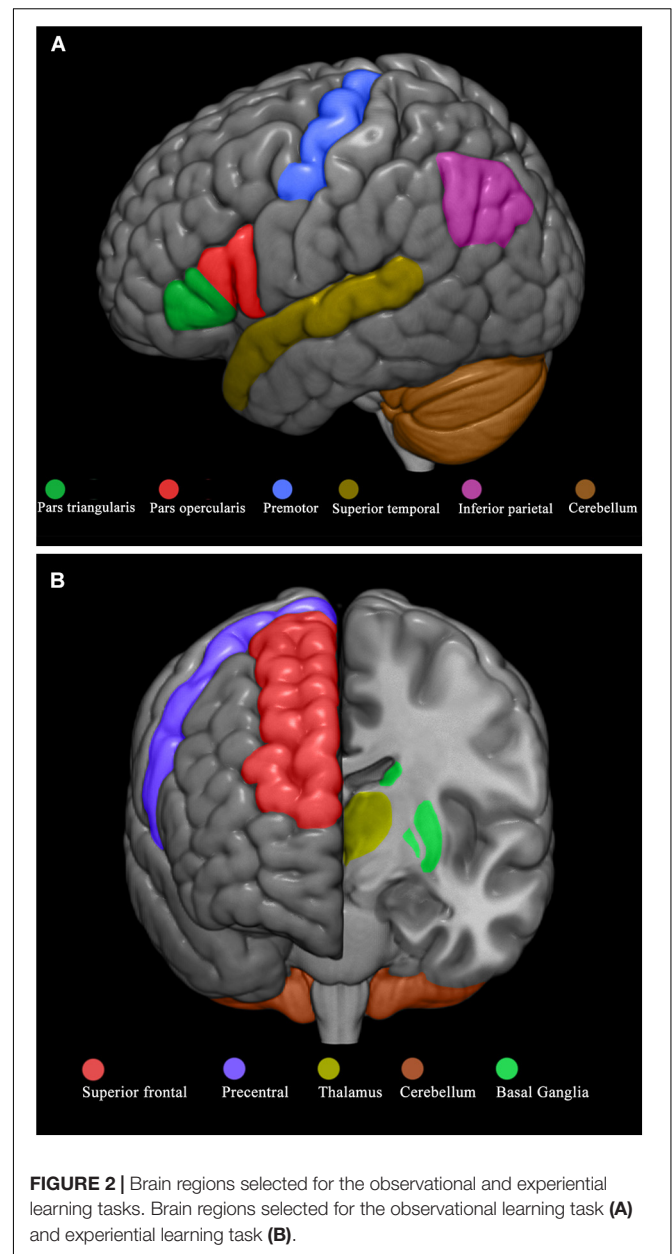 A
Pars triangularis Pars opercularis Premotor Superior temporal Inferior parietal Cerebellum
B
Superior frontal Precentral Thalamus Cerebellum Basal Ganglia
FIGURE 2 | Brain regions selected for the observational and experiential
learning tasks. Brain regions selected for the observational learning task (A)
and experiential learning task (B).